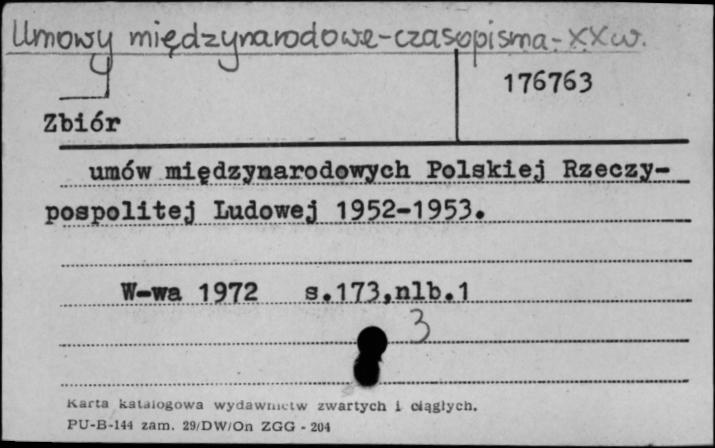 Umowy międzynarodowe-czasopisma-XXw.
176763
Zbiór
umów międzynarodowych Polskiej Rzeczy-
pospolitej Ludowej 1952-1953.
W-wa 1972 s.173,nlb.1
3
Karta katalogowa wydawnictw zwartych i ciągłych.
PU-B-144 zam. 29/DW/On ZGG - 204